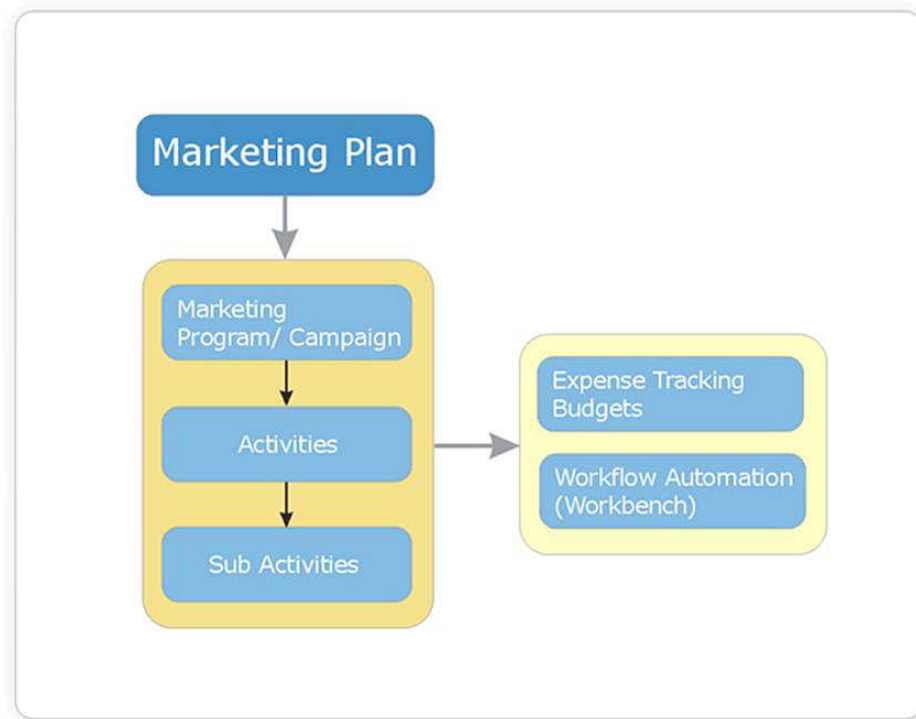 Marketing Plan
Marketing
Program/ Campaign
Activities
Sub Activities
Expense Tracking
Budgets
Workflow Automation
(Workbench)